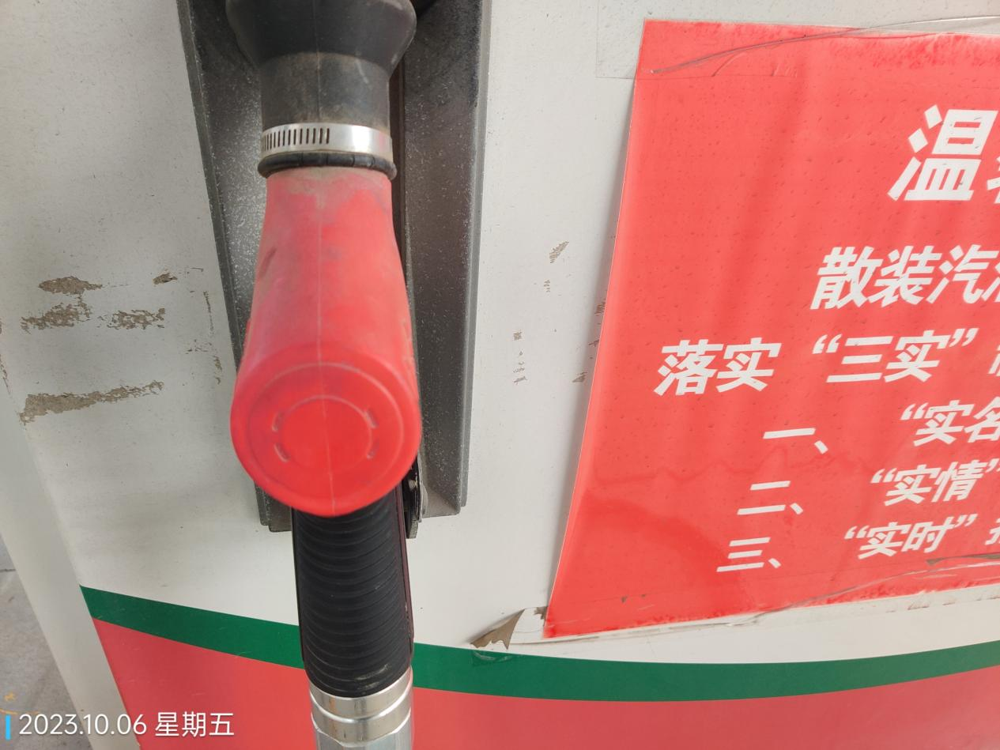 温
散装汽
落实“三实”
一、 “实名
二、 “实情”
三、 “实时”
2023.10.06 星期五